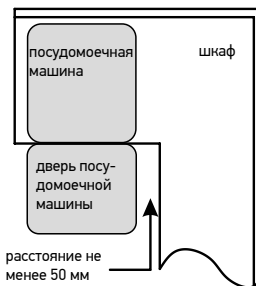 посудомоечная
машина
шкаф
дверь посу-
домоечной
машины
расстояние не
менее 50 мм